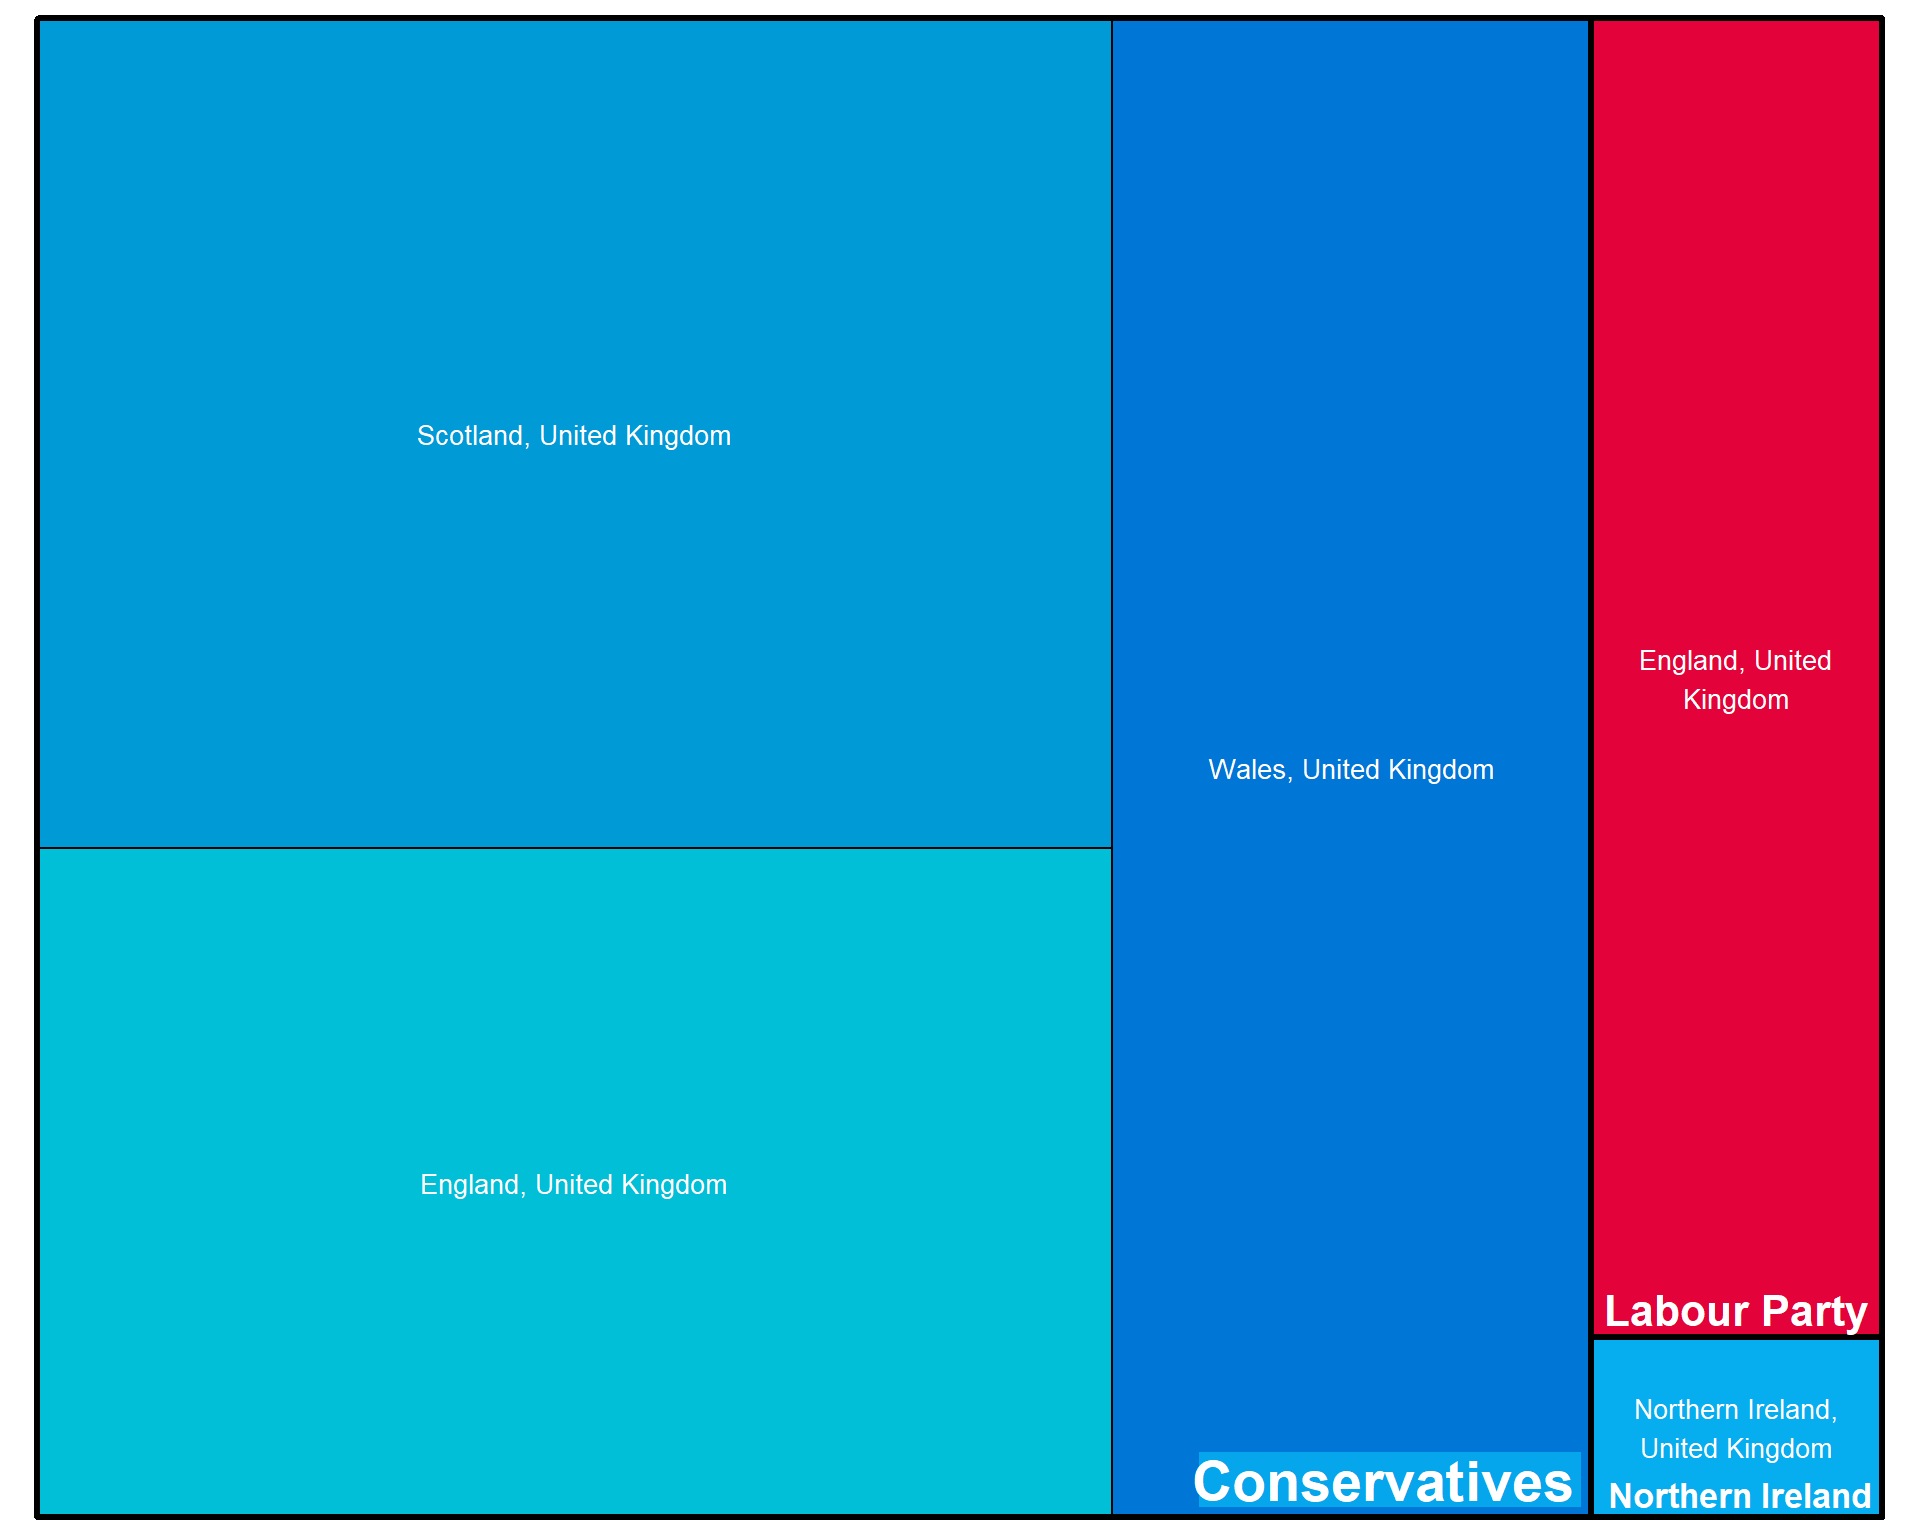 Scotland, United Kingdom
England, United Kingdom
Wales, United Kingdom
Conservatives
England, United
Kingdom
Labour Party
Northern Ireland,
United Kingdom
Northern Ireland